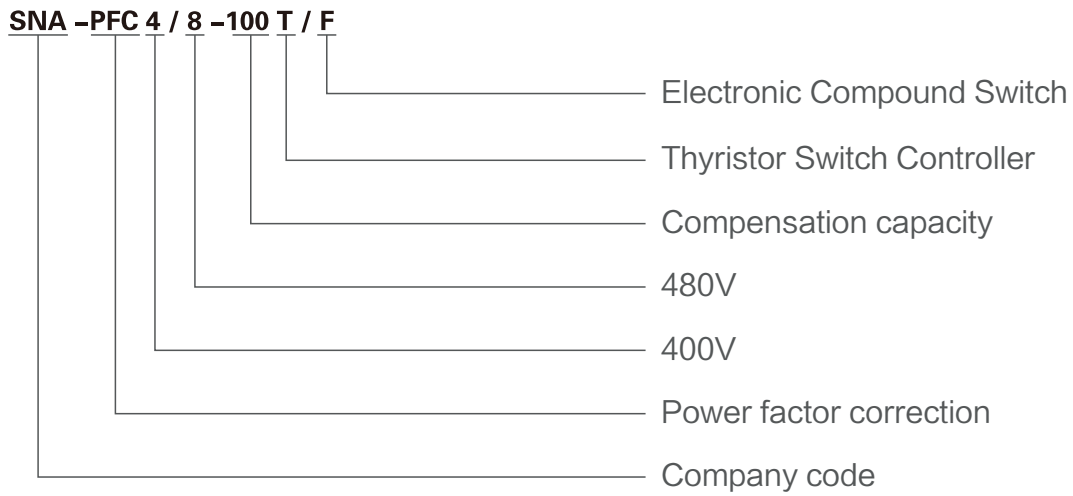 SNA -PFC 4 / 8 -100 T / F
Electronic Compound Switch
Thyristor Switch Controller
Compensation capacity
480V
400V
Power factor correction
Company code